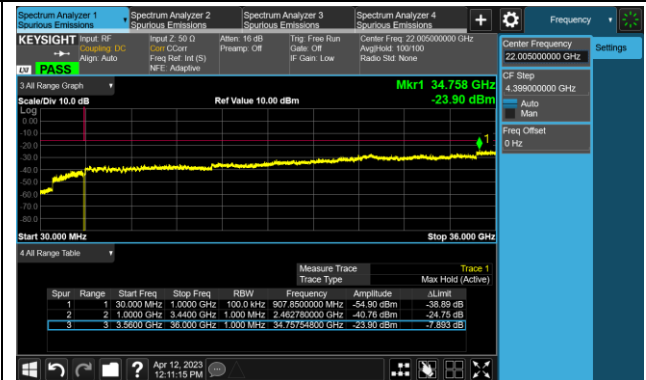 Spectrum Analyzer 1
Spurious Emissions
Spectrum Analyzer 2
Spurious Emissions
Spectrum Analyzer 3
Spurious Emissions
Spectrum Analyzer 4
Spurious Emissions
+
Frequency
KEYSIGHT
Input: RF
Coupling: DC
Align: Auto
Input Z: 50 Ω
Corr CCorr
Freq Ref: Int (S)
NFE: Adaptive
Atten: 16 dB
Preamp: Off
Trig: Free Run
Gate: Off
IF Gain: Low
Center Freq: 22.005000000 GHz
Avg|Hold: 100/100
Radio Std: None
LXI
PASS
Center Frequency
22.005000000 GHz
Settings
CF Step
4.399000000 GHz
Auto
Man
Freq Offset
0 Hz
3 All Range Graph
Mkr1 34.758 GHz
Scale/Div 10.0 dB
Ref Value 10.00 dBm
-23.90 dBm
Log
0.00
-10.0
-20.0
-30.0
-40.0
-50.0
-60.0
-70.0
-80.0
1
Start 30.000 MHz
Stop 36.000 GHz
4 All Range Table
Measure Trace Trace 1
Trace Type Max Hold (Active)
Spur Range Start Freq Stop Freq RBW Frequency Amplitude ΔLimit
1 1 30.000 MHz 1.0000 GHz 100.0 kHz 907.8500000 MHz -54.90 dBm -38.89 dB
2 2 1.0000 GHz 3.4400 GHz 1.000 MHz 2.462780000 GHz -40.76 dBm -24.75 dB
3 3 3.5600 GHz 36.000 GHz 1.000 MHz 34.75754800 GHz -23.90 dBm -7.893 dB
?
Apr 12, 2023
12:11:15 PM